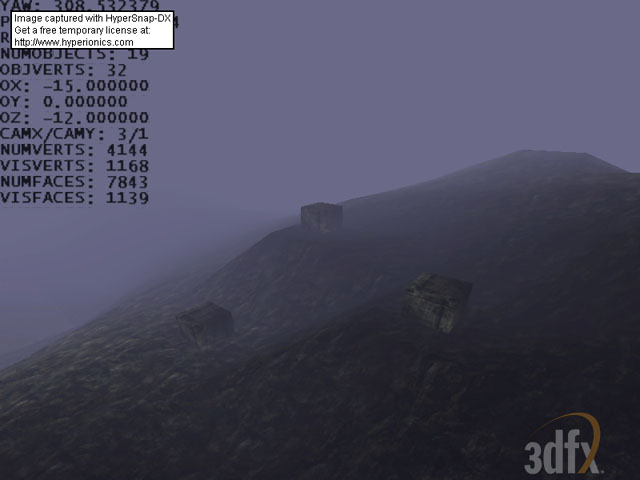 YAW: 308.532379
Image captured with HyperSnap-DX
Get a free temporary license at:
http://www.hyperionics.com
NUMOBJECTS: 19
OBJVERTS: 32
OX: -15.000000
OY: 0.000000
OZ: -12.000000
CAMX/CAMY: 3/1
NUMVERTS: 4144
VISVERTS: 1168
NUMFACES: 7843
VISFACES: 1139
3dfx